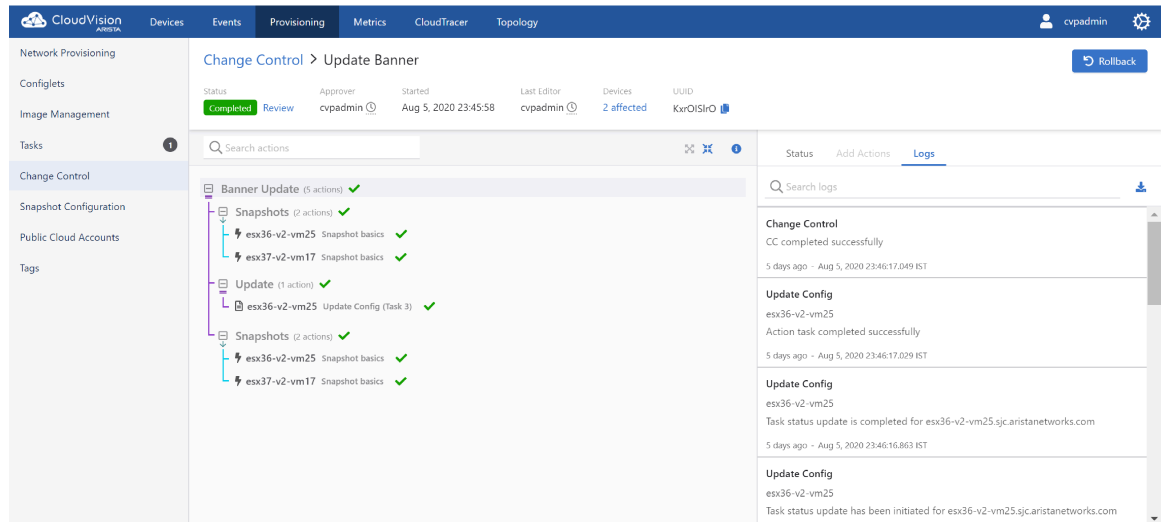 CloudVision
ARISTA
Devices Events Provisioning Metrics CloudTracer Topology cvpadmin
Network Provisioning
Configlets
Image Management
Tasks 1
Change Control
Snapshot Configuration
Public Cloud Accounts
Tags
Change Control > Update Banner
Rollback
Status Approver Started Last Editor Devices UUID
Completed Review cvpadmin Aug 5, 2020 23:45:58 cvpadmin 2 affected KxrOISIrO
Search actions
Banner Update (5 actions)
Snapshots (2 actions)
esx36-v2-vm25 Snapshot basics
esx37-v2-vm17 Snapshot basics
Update (1 action)
esx36-v2-vm25 Update Config (Task 3)
Snapshots (2 actions)
esx36-v2-vm25 Snapshot basics
esx37-v2-vm17 Snapshot basics
Status Add Actions Logs
Search logs
Change Control
CC completed successfully
5 days ago - Aug 5, 2020 23:46:17.049 IST
Update Config
esx36-v2-vm25
Action task completed successfully
5 days ago - Aug 5, 2020 23:46:17.029 IST
Update Config
esx36-v2-vm25
Task status update is completed for esx36-v2-vm25.sjc.aristanetworks.com
5 days ago - Aug 5, 2020 23:46:16.863 IST
Update Config
esx36-v2-vm25
Task status update has been initiated for esx36-v2-vm25.sjc.aristanetworks.com